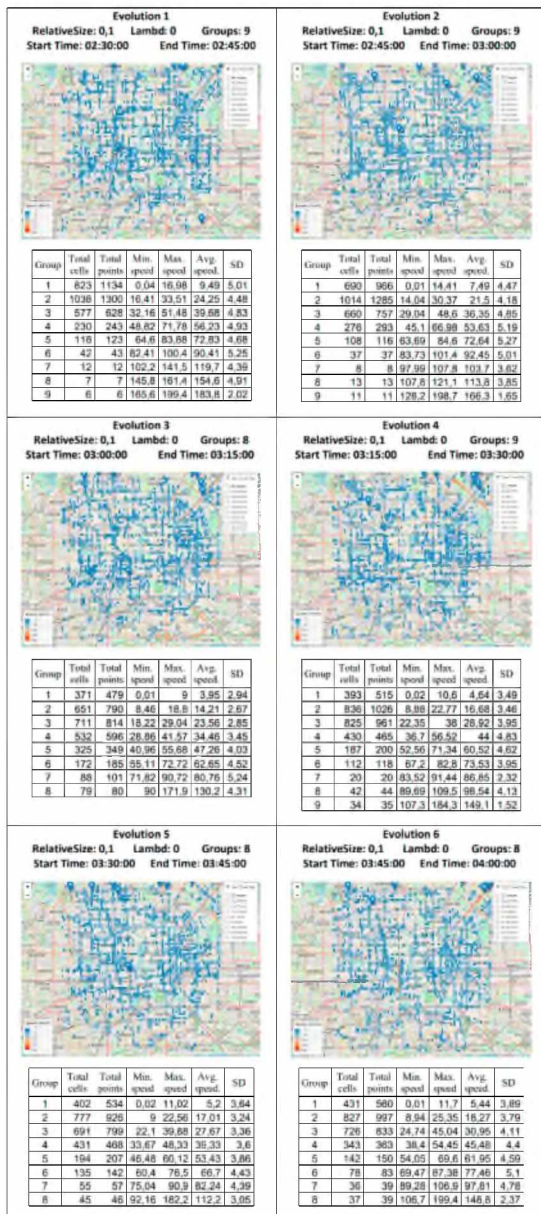 Evolution 1
RelativeSize: 0,1 Lambd: 0 Groups: 9
Start Time: 02:30:00 End Time: 02:45:00
Group Total cells Total points Min. speed Max. speed Avg. speed. SD
1 823 1134 0,04 16,98 9,49 5,01
2 1036 1300 16,41 33,51 24,25 4,48
3 577 628 32,16 51,48 39,68 4,83
4 230 243 48,82 71,78 56,23 4,93
5 116 123 64,6 83,68 72,83 4,68
6 42 43 82,41 100,4 90,41 5,25
7 12 12 102,2 141,5 119,7 4,39
8 7 7 145,8 161,4 154,6 4,91
9 6 6 165,6 199,4 183,8 2,02
Evolution 2
RelativeSize: 0,1 Lambd: 0 Groups: 9
Start Time: 02:45:00 End Time: 03:00:00
Group Total cells Total points Min. speed Max. speed Avg. speed. SD
1 690 966 0,01 14,41 7,49 4,47
2 1014 1285 14,04 30,37 21,5 4,18
3 660 757 29,04 48,6 36,35 4,85
4 276 293 45,1 66,98 53,63 5,19
5 108 116 63,69 84,6 72,64 5,27
6 37 37 83,73 101,4 92,45 5,01
7 8 8 97,99 107,8 103,7 3,62
8 13 13 107,8 121,1 113,8 3,85
9 11 11 128,2 198,7 166,3 1,65
Evolution 3
RelativeSize: 0,1 Lambd: 0 Groups: 8
Start Time: 03:00:00 End Time: 03:15:00
Group Total cells Total points Min. speed Max. speed Avg. speed. SD
1 371 479 0,01 9 3,95 2,94
2 651 790 8,46 18,8 14,21 2,67
3 711 814 18,22 29,04 23,56 2,85
4 532 596 28,86 41,57 34,46 3,45
5 325 349 40,96 55,68 47,26 4,03
6 172 185 55,11 72,72 62,65 4,52
7 88 101 71,82 90,72 80,76 5,24
8 79 80 90 171,9 130,2 4,31
Evolution 4
RelativeSize: 0,1 Lambd: 0 Groups: 9
Start Time: 03:15:00 End Time: 03:30:00
Group Total cells Total points Min. speed Max. speed Avg. speed. SD
1 393 515 0,02 10,6 4,64 3,49
2 836 1026 8,88 22,77 16,68 3,46
3 825 961 22,35 38 28,92 3,95
4 430 465 36,7 56,52 44 4,83
5 187 200 52,56 71,34 60,52 4,62
6 112 118 67,2 82,8 73,53 3,95
7 20 20 83,52 91,44 86,85 2,32
8 42 44 89,69 109,5 98,54 4,13
9 34 35 107,3 184,3 149,1 1,52
Evolution 5
RelativeSize: 0,1 Lambd: 0 Groups: 8
Start Time: 03:30:00 End Time: 03:45:00
Group Total cells Total points Min. speed Max. speed Avg. speed. SD
1 402 534 0,02 11,02 5,2 3,64
2 777 926 9 22,56 17,01 3,24
3 691 799 22,1 39,88 27,67 3,36
4 431 468 33,67 48,33 39,33 3,6
5 194 207 46,48 60,12 53,43 3,86
6 135 142 60,4 76,5 66,7 4,43
7 55 57 75,04 90,9 82,24 4,39
8 45 46 92,16 182,2 112,2 3,05
Evolution 6
RelativeSize: 0,1 Lambd: 0 Groups: 8
Start Time: 03:45:00 End Time: 04:00:00
Group Total cells Total points Min. speed Max. speed Avg. speed. SD
1 431 560 0,01 11,7 5,44 3,89
2 827 997 8,94 25,35 18,27 3,79
3 726 833 24,74 45,04 30,95 4,11
4 343 363 38,4 54,45 45,48 4,4
5 142 150 54,05 69,6 61,95 4,59
6 78 83 69,47 87,38 77,46 5,1
7 36 39 89,28 106,9 97,81 4,78
8 37 39 106,7 199,4 148,8 2,37